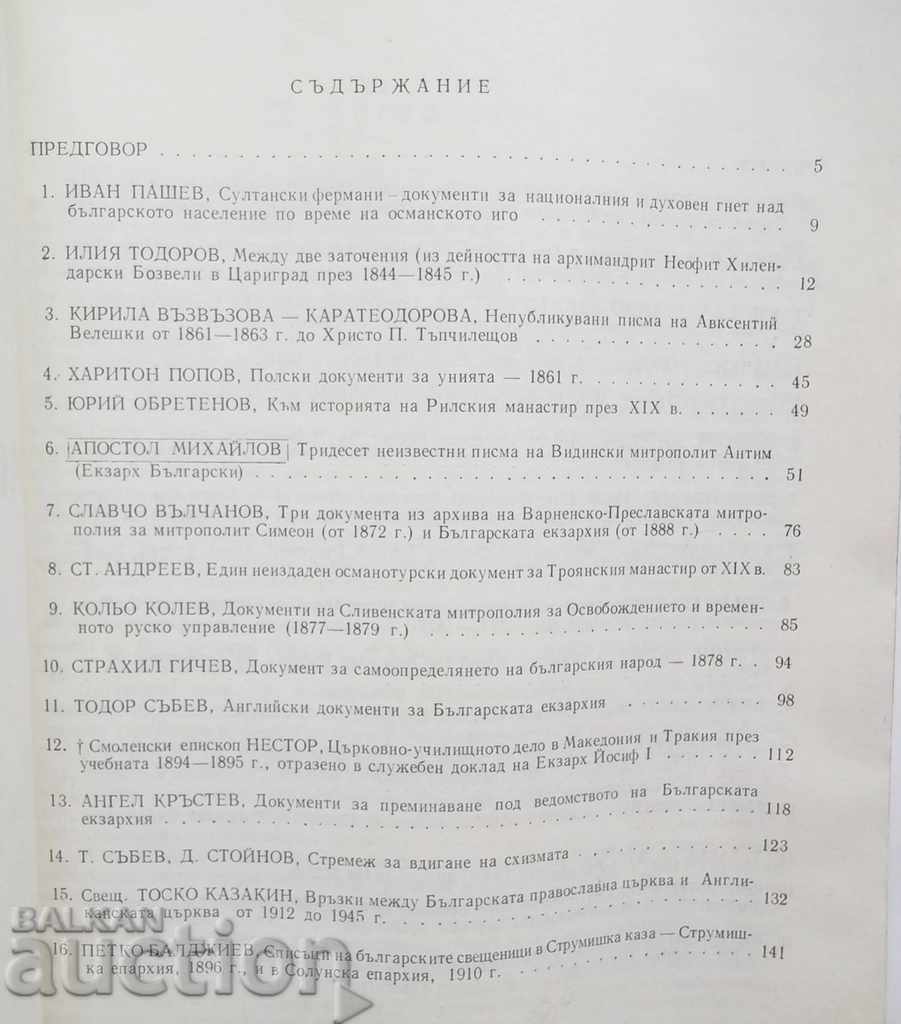 СЪДЪРЖАНИЕ
ПРЕДГОВОР . . . . . . . . . . . . . . . . . . . . 5
1. ИВАН ПАШЕВ, Султански фермани – документи за националния и духовен гнет над
българското население по време на османското иго . . . . . . . . . . 9
2. ИЛИЯ ТОДОРОВ, Между две заточения (из дейността на архимандрит Неофит Хилен-
дарски Бозвели в Цариград през 1844—1845 г.) . . . . . . . . . . 12
3. КИРИЛА ВЪЗВЪЗОВА — КАРАТЕОДОРОВА, Непубликувани писма на Авксентий
Велешки от 1861—1863 г. до Христо П. Тъпчилещов . . . . . . . . . . 28
4. ХАРИТОН ПОПОВ, Полски документи за унията — 1861 г. . . . . . . . . . 45
5. ЮРИЙ ОБРЕТЕНОВ, Към историята на Рилския манастир през XIX в. . . . . . . 49
6. |АПОСТОЛ МИХАЙЛОВ| Тридесет неизвестни писма на Видински митрополит Антим
(Екзарх Български) . . . . . . . . . . . . . . . . . . . . 51
7. СЛАВЧО ВЪЛЧАНОВ, Три документа из архива на Варненско-Преславската митро-
полия за митрополит Симеон (от 1872 г.) и Българската екзархия (от 1888 г.) . . . . 76
8. СТ. АНДРЕЕВ, Един неиздаден османотурски документ за Троянския манастир от XIX в. 83
9. КОЛЬО КОЛЕВ, Документи на Сливенската митрополия за Освобождението и времен-
ното руско управление (1877—1879 г.) . . . . . . . . . . . . . . . 85
10. СТРАХИЛ ГИЧЕВ, Документ за самоопределянето на българския народ — 1878 г. . 94
11. ТОДОР СЪБЕВ, Английски документи за Българската екзархия . . . . . . . . 98
12. † Смоленски епископ НЕСТОР, Църковно-училищното дело в Македония и Тракия през
учебната 1894—1895 г., отразено в служебен доклад на Екзарх Йосиф I . . . . . . . 112
13. АНГЕЛ КРЪСТЕВ, Документи за преминаване под ведомството на Българската
екзархия . . . . . . . . . . . . . . . . . . . . 118
14. Т. СЪБЕВ, Д. СТОЙНОВ, Стремеж за вдигане на схизмата . . . . . . . . . . 123
15. Свещ. ТОСКО КАЗАКИН, Връзки между Българската православна църква и Англи-
канската църква от 1912 до 1945 г. . . . . . . . . . . . . . . . 132
16. ПЕТКО БАЛДЖИЕВ, Списъци на българските свещеници в Струмишка каза — Струмиш-
ка епархия, 1896 г., и в Солунска епархия, 1910 г. . . . . . . . . . 141
BALKAN
auction